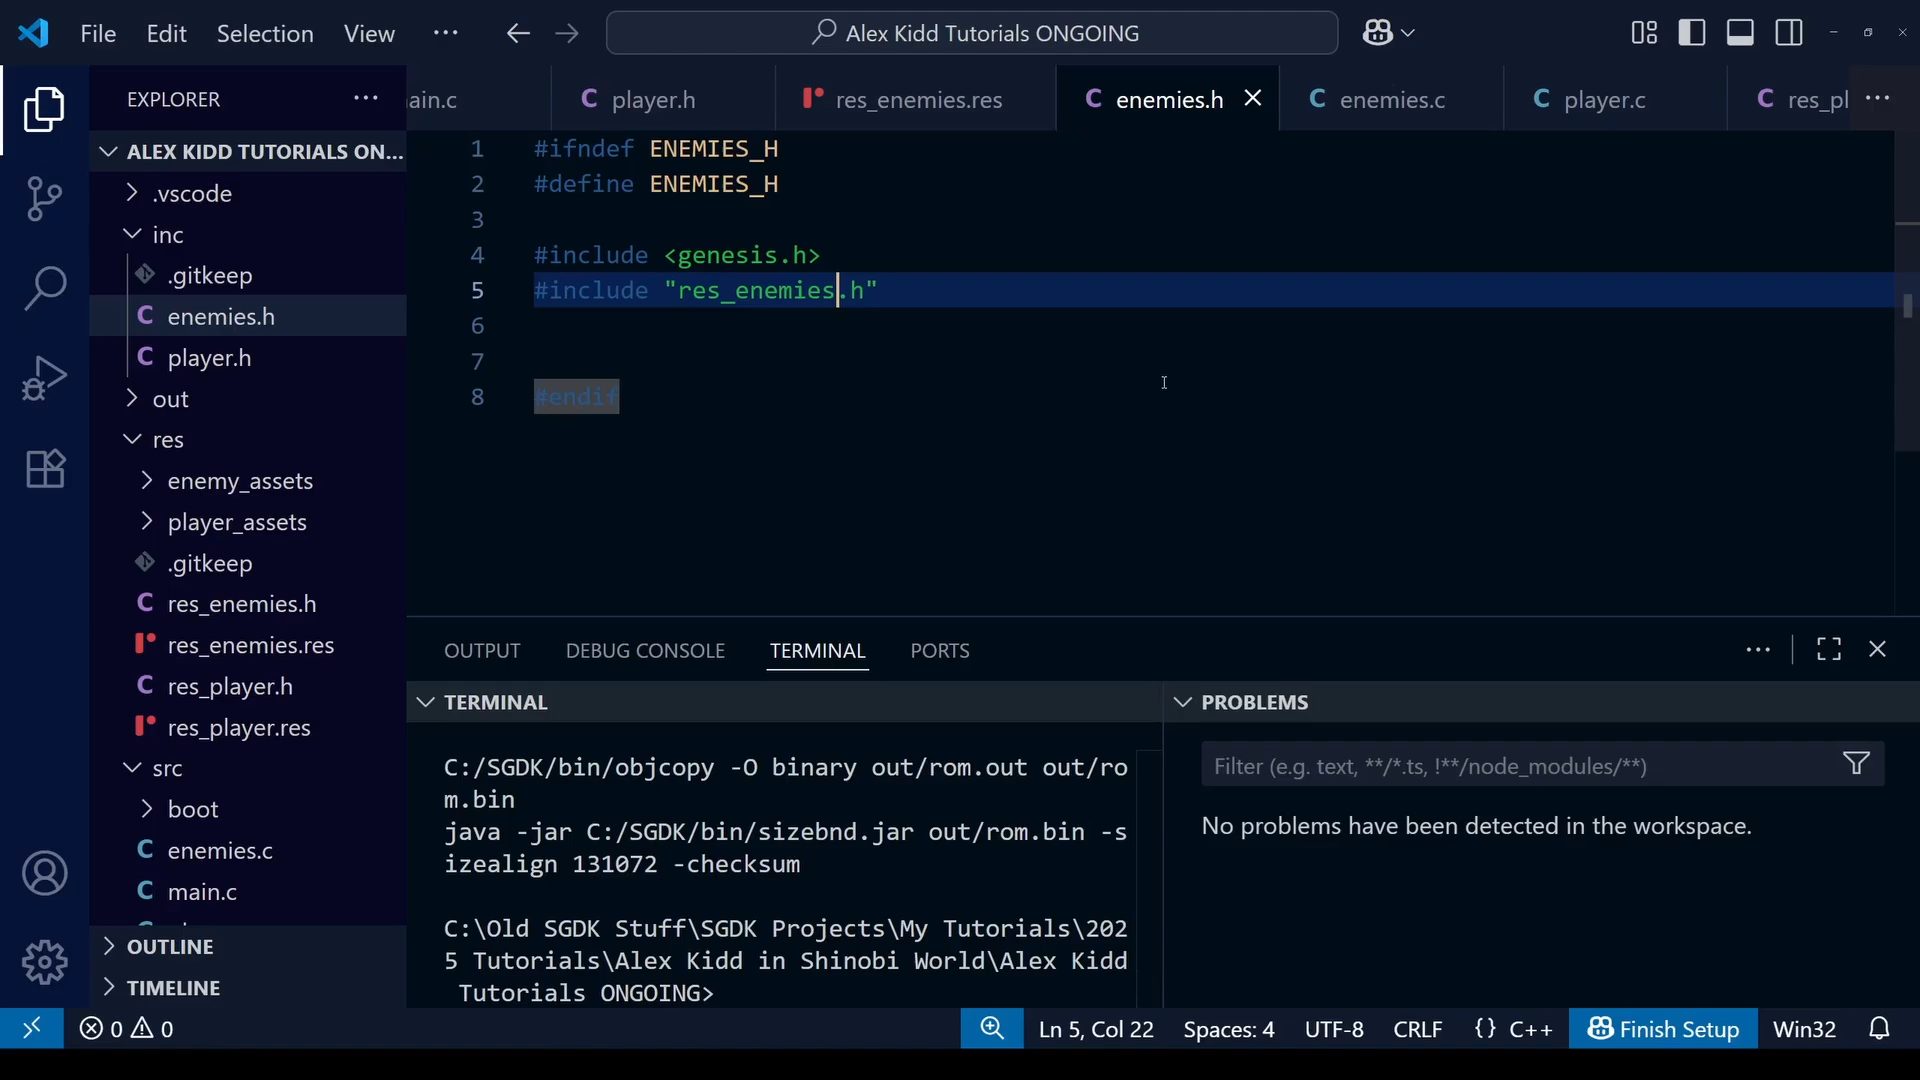 File Edit Selection View ··· Alex Kidd Tutorials ONGOING
EXPLORER ···
ain.c
C player.h
res_enemies.res
C enemies.h
C enemies.c
C player.c
C res_pl ···
ALEX KIDD TUTORIALS ON...
.vscode
inc
.gitkeep
C enemies.h
C player.h
out
res
enemy_assets
player_assets
.gitkeep
C res_enemies.h
res_enemies.res
C res_player.h
res_player.res
src
boot
C enemies.c
C main.c
OUTLINE
TIMELINE
1 #ifndef ENEMIES_H
2 #define ENEMIES_H
3
4 #include <genesis.h>
5 #include "res_enemies.h"
6
7
8 #endif
OUTPUT DEBUG CONSOLE TERMINAL PORTS ···
TERMINAL
C:/SGDK/bin/objcopy -O binary out/rom.out out/ro
m.bin
java -jar C:/SGDK/bin/sizebnd.jar out/rom.bin -s
izealign 131072 -checksum
C:\Old SGDK Stuff\SGDK Projects\My Tutorials\202
5 Tutorials\Alex Kidd in Shinobi World\Alex Kidd
Tutorials ONGOING>
PROBLEMS
Filter (e.g. text, **/*.ts, !**/node_modules/**)
No problems have been detected in the workspace.
0 0 Ln 5, Col 22 Spaces: 4 UTF-8 CRLF {} C++ Finish Setup Win32